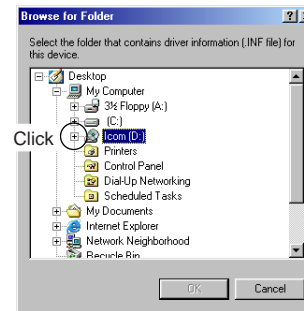 Browse for Folder
Select the folder that contains driver information (.INF file) for
this device.
Desktop
My Computer
3½ Floppy (A:)
(C:)
Click
Icom (D:)
Printers
Control Panel
Dial-Up Networking
Scheduled Tasks
My Documents
Internet Explorer
Network Neighborhood
Recycle Bin
OK
Cancel